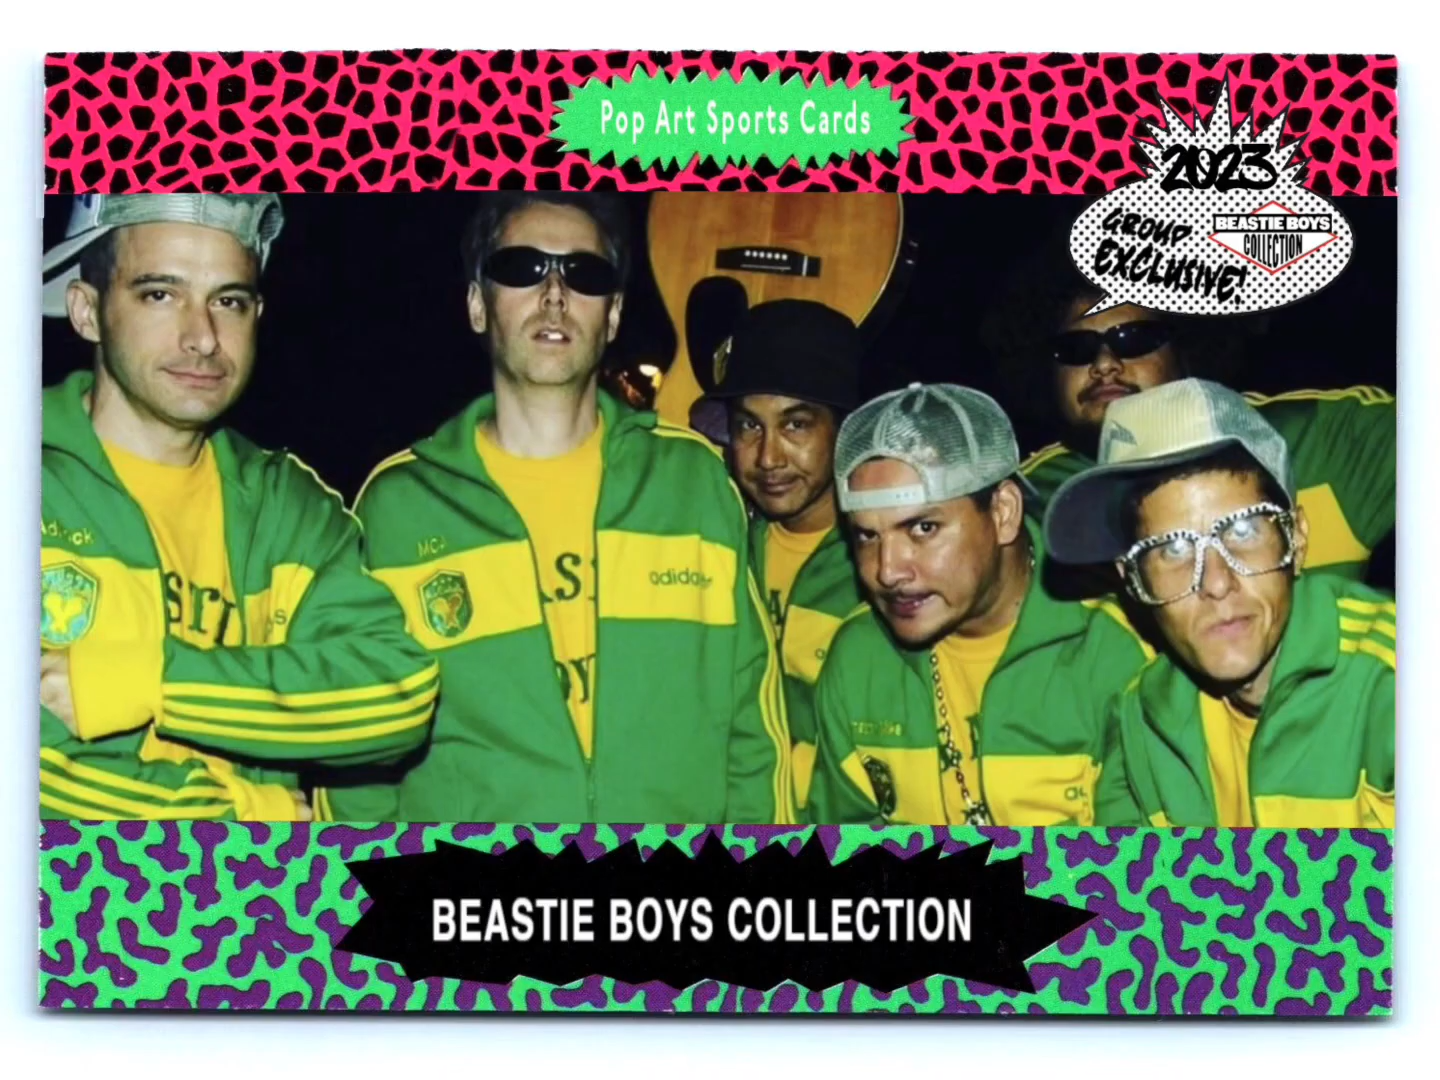 Pop Art Sports Cards
2023
GROUP
EXCLUSIVE!
BEASTIE BOYS
COLLECTION
MCA
adidas
BEASTIE BOYS COLLECTION